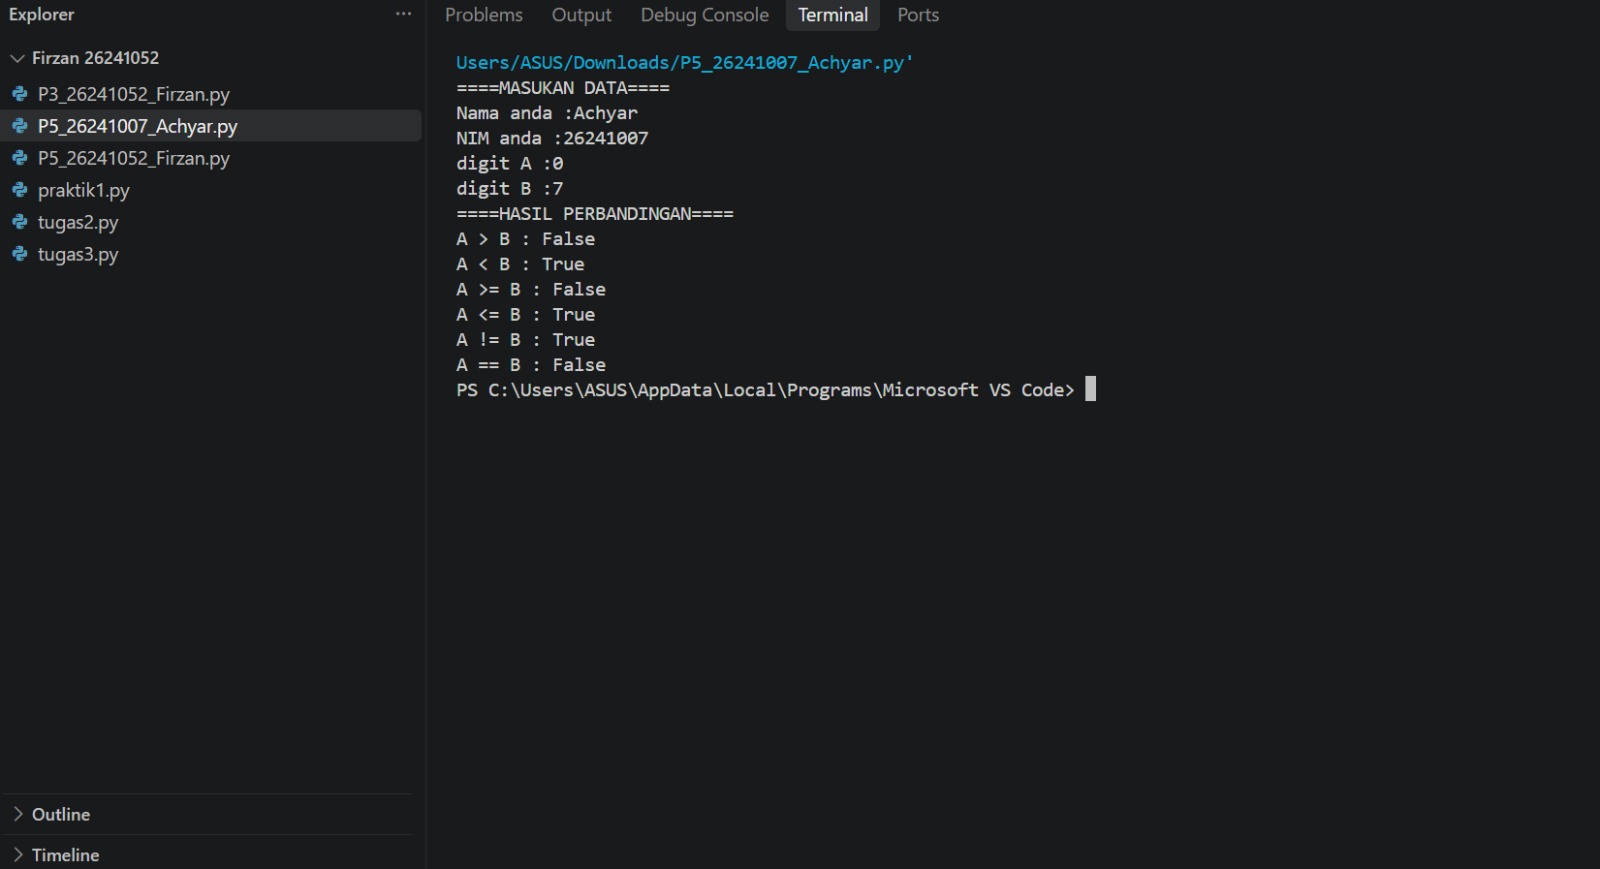 Explorer
Firzan 26241052
P3_26241052_Firzan.py
P5_26241007_Achyar.py
P5_26241052_Firzan.py
praktik1.py
tugas2.py
tugas3.py
Outline
Timeline
Problems Output Debug Console Terminal Ports
Users/ASUS/Downloads/P5_26241007_Achyar.py'
====MASUKAN DATA====
Nama anda :Achyar
NIM anda :26241007
digit A :0
digit B :7
====HASIL PERBANDINGAN====
A > B : False
A < B : True
A >= B : False
A <= B : True
A != B : True
A == B : False
PS C:\Users\ASUS\AppData\Local\Programs\Microsoft VS Code>